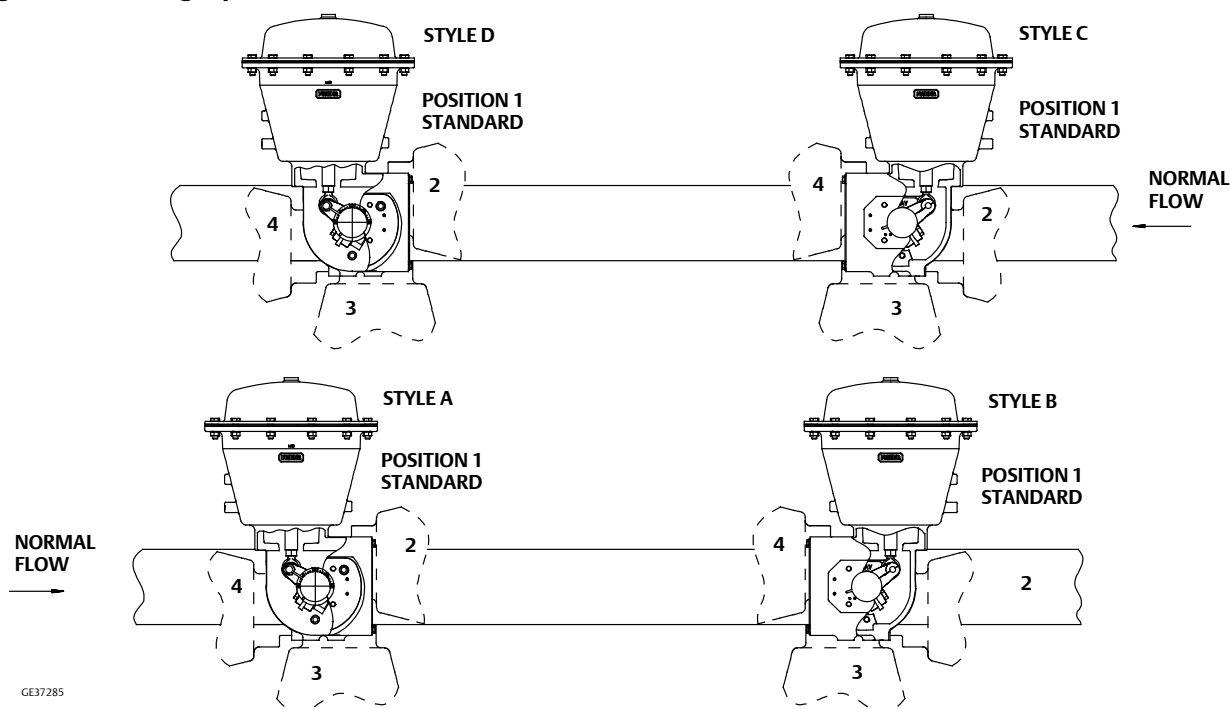 STYLE D
STYLE C
POSITION 1
STANDARD
POSITION 1
STANDARD
2
4
NORMAL
FLOW
4
2
3
3
STYLE A
STYLE B
POSITION 1
STANDARD
POSITION 1
STANDARD
NORMAL
FLOW
2
4
4
2
3
3
GE37285